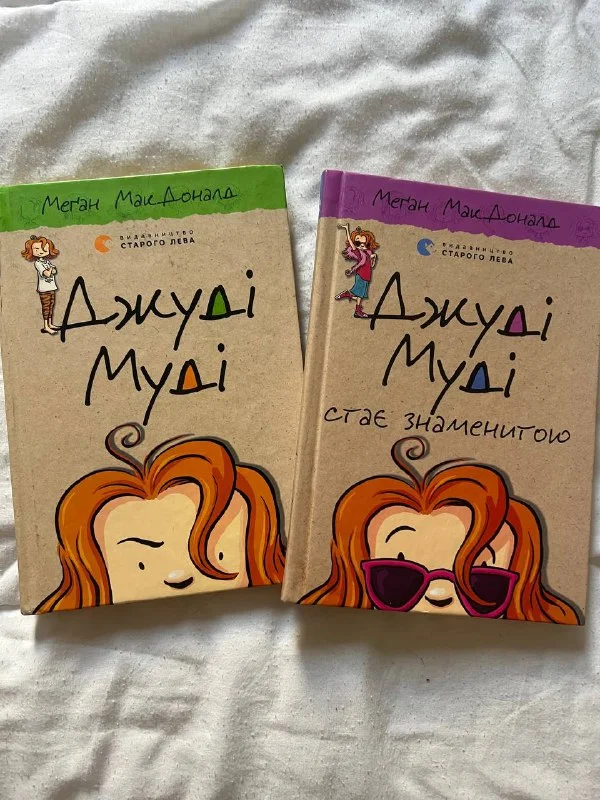 Меґан МакДоналд
ВИДАВНИЦТВО
СТАРОГО ЛЕВА
Джуді
Муді
Меґан МакДоналд
ВИДАВНИЦТВО
СТАРОГО ЛЕВА
Джуді
Муді
стає знаменитою